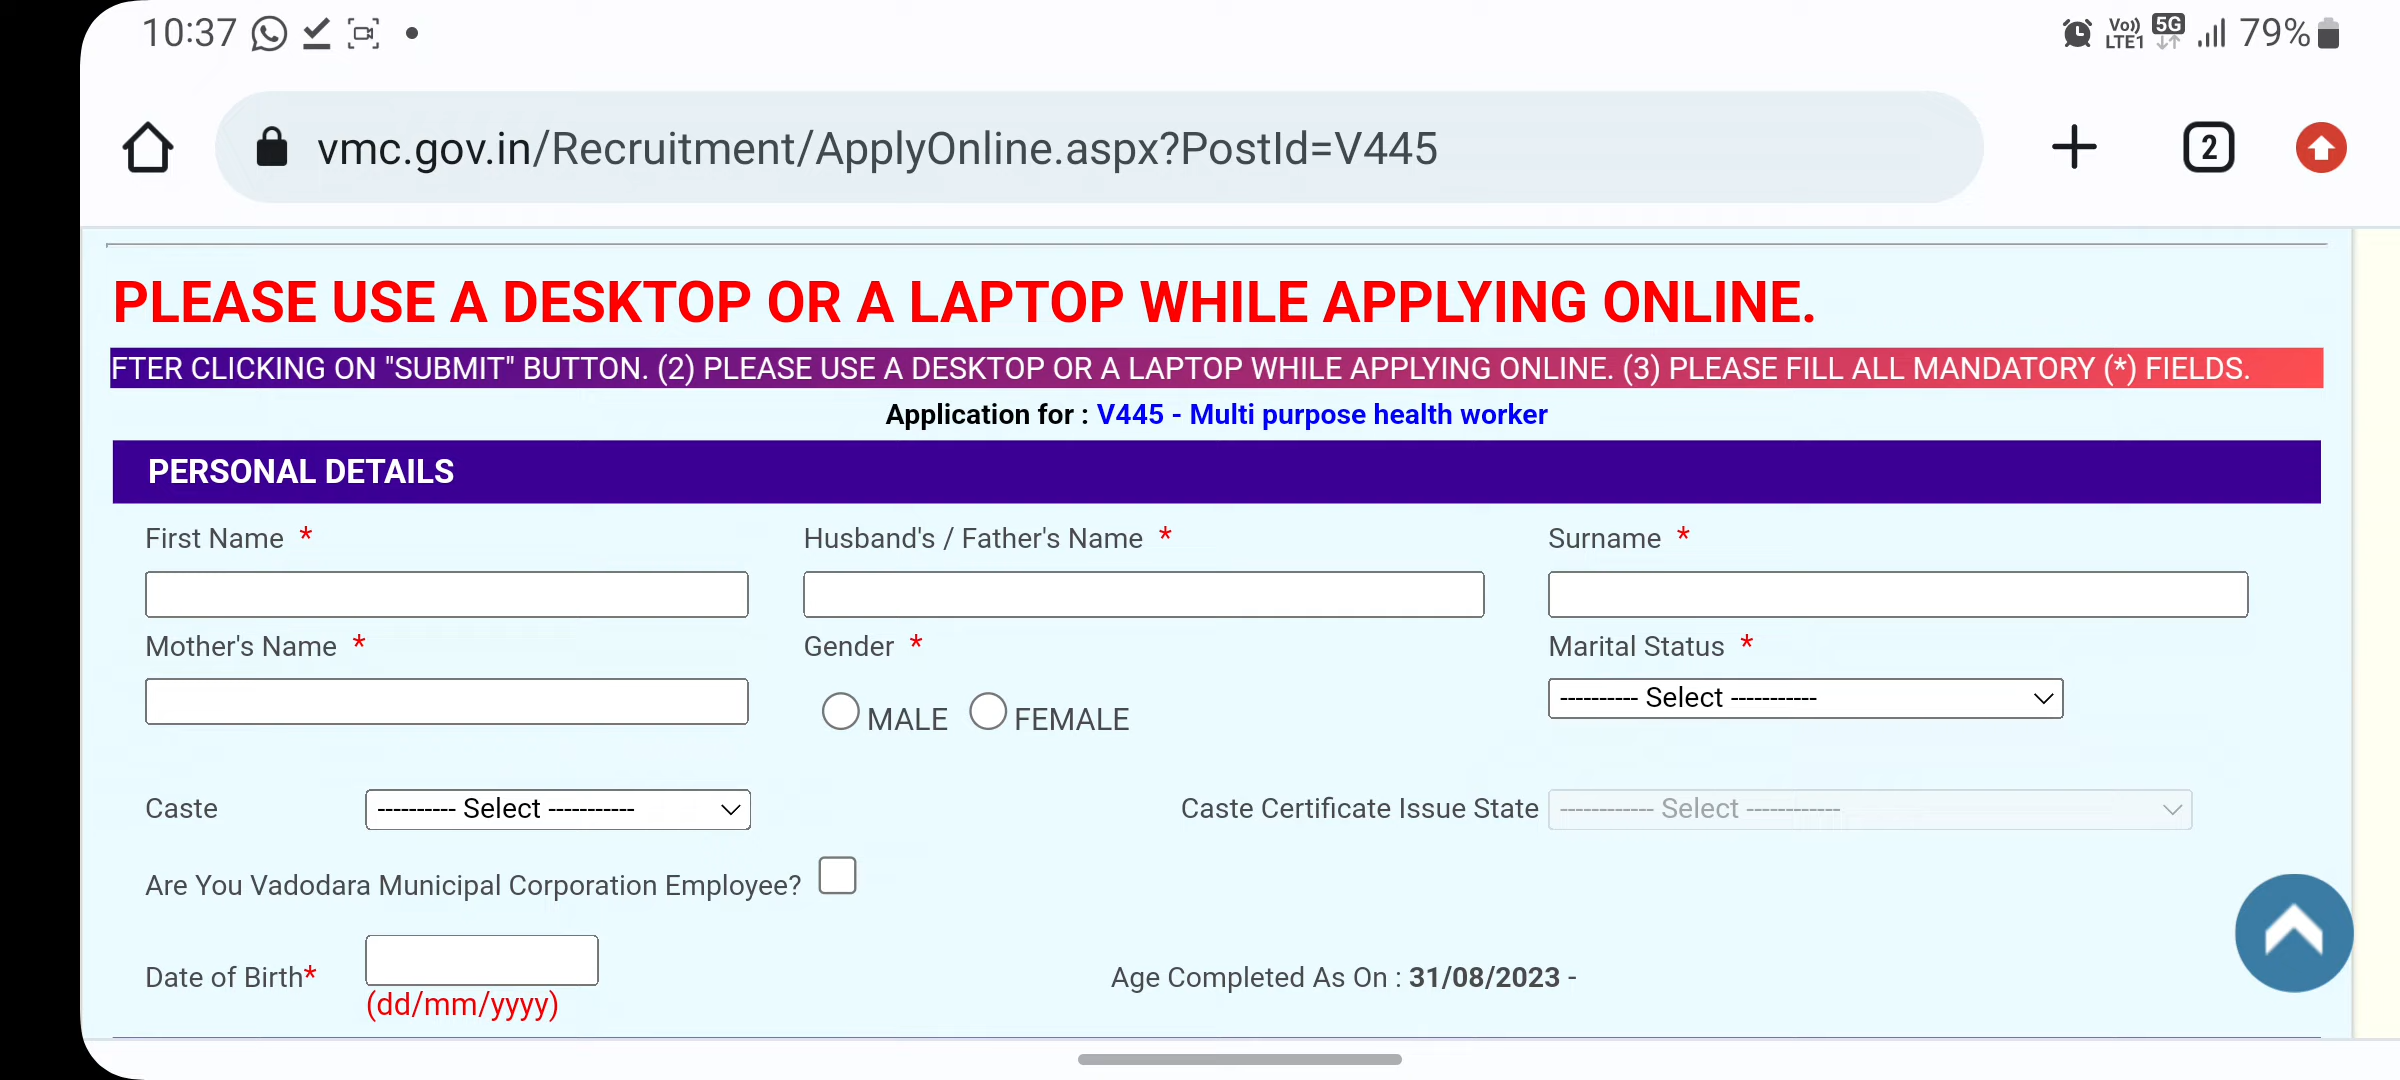 10:37 Vo)) LTE1 5G 79%
vmc.gov.in/Recruitment/ApplyOnline.aspx?PostId=V445 2
PLEASE USE A DESKTOP OR A LAPTOP WHILE APPLYING ONLINE.
FTER CLICKING ON "SUBMIT" BUTTON. (2) PLEASE USE A DESKTOP OR A LAPTOP WHILE APPLYING ONLINE. (3) PLEASE FILL ALL MANDATORY (*) FIELDS.
Application for : V445 - Multi purpose health worker
PERSONAL DETAILS
First Name * Husband's / Father's Name * Surname *
Mother's Name * Gender * Marital Status *
MALE FEMALE ---------- Select -----------
Caste ---------- Select ----------- Caste Certificate Issue State ------------ Select ------------
Are You Vadodara Municipal Corporation Employee?
Date of Birth* Age Completed As On : 31/08/2023 -
(dd/mm/yyyy)